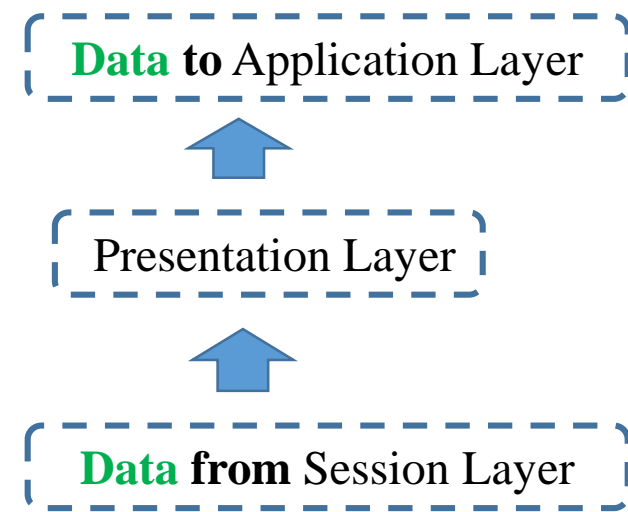 Data to Application Layer
Presentation Layer
Data from Session Layer